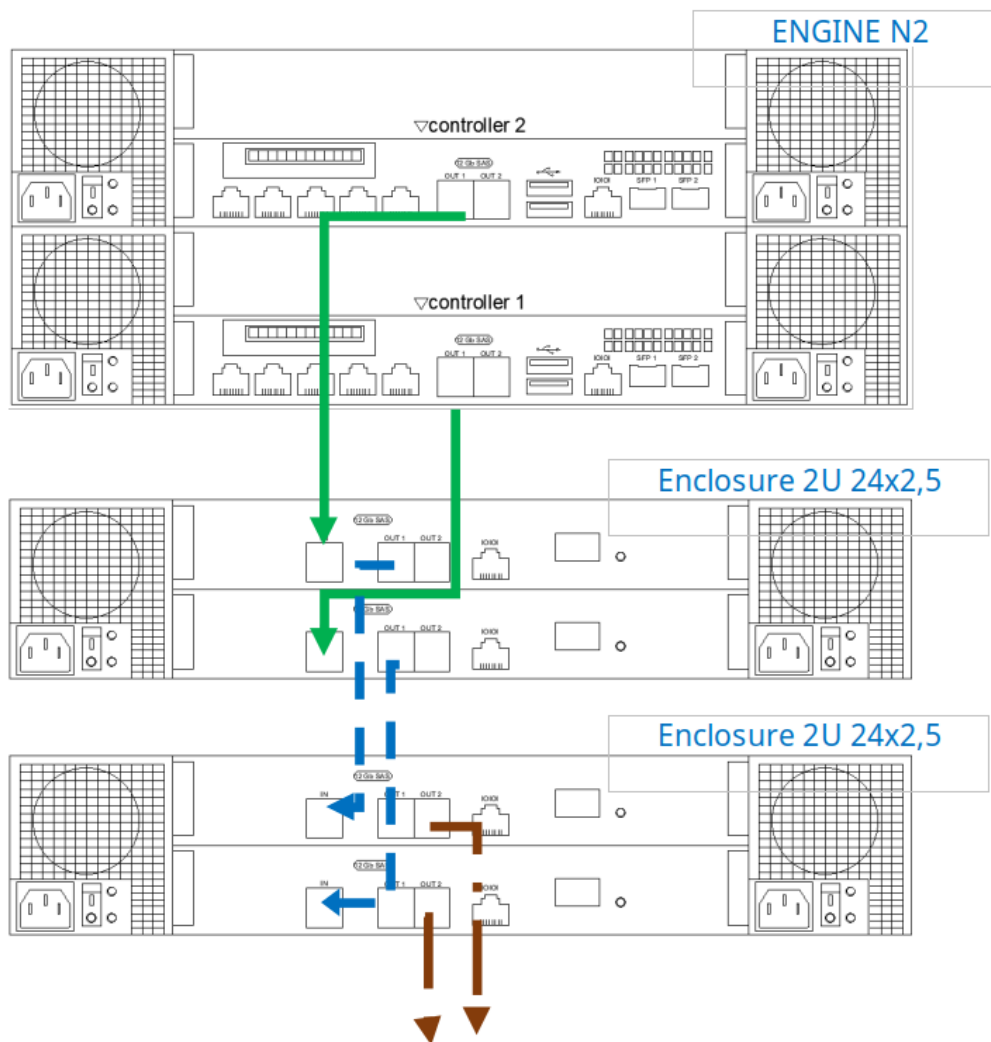 ENGINE N2
▽controller 2
12 Gb SAS
OUT 1 OUT 2
IOIOI SFP 1 SFP 2
▽controller 1
12 Gb SAS
OUT 1 OUT 2
IOIOI SFP 1 SFP 2
Enclosure 2U 24x2,5
12 Gb SAS
OUT 1 OUT 2 IOIOI
Gb SAS
OUT 1 OUT 2 IOIOI
Enclosure 2U 24x2,5
12 Gb SAS
IN OUT 1 OUT 2 IOIOI
12 Gb SAS
IN OUT 1 OUT 2 IOIOI